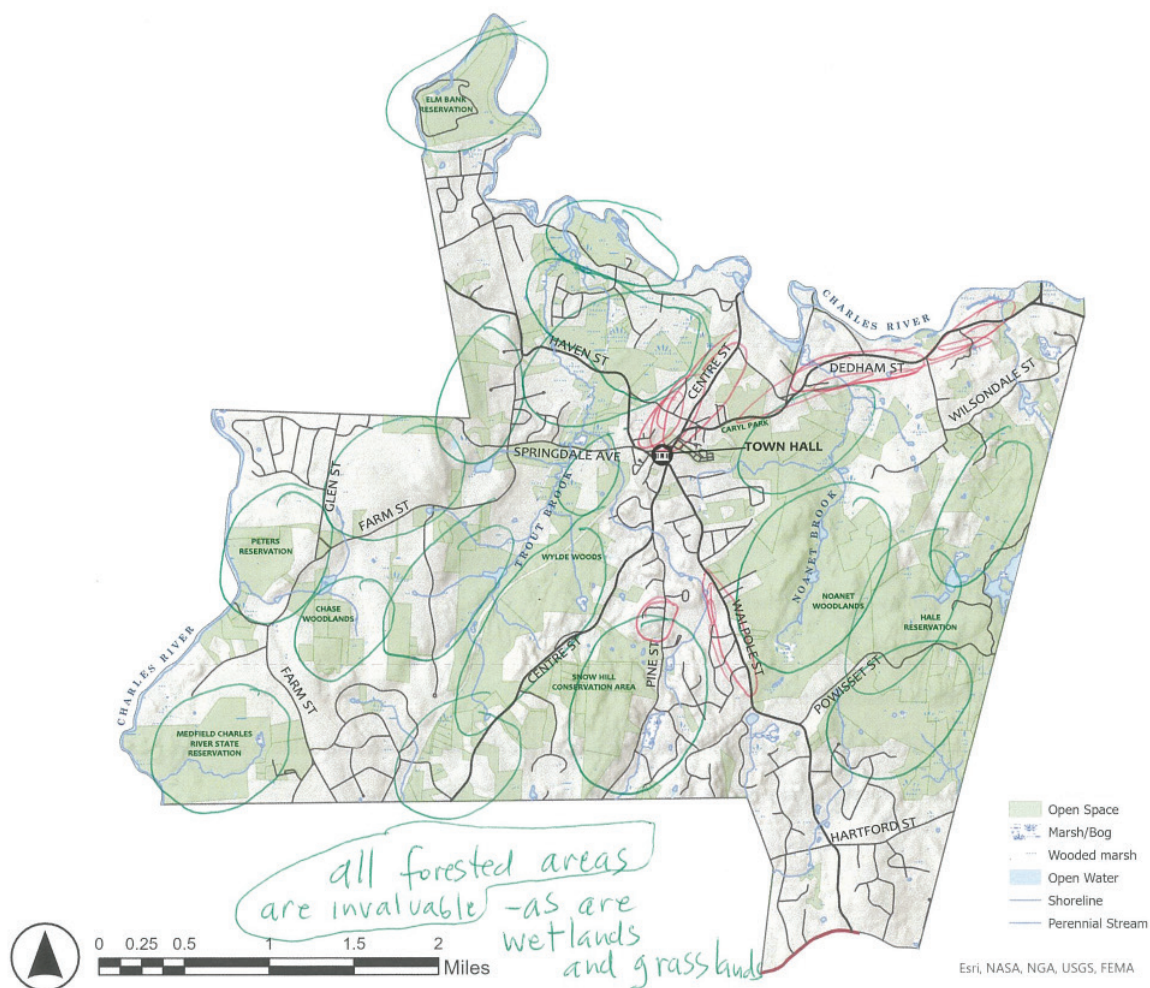 ELM BANK
RESERVATION
CHARLES RIVER
HAVEN ST
CENTRE ST
DEDHAM ST
WILSONDALE ST
CARYL PARK
SPRINGDALE AVE
TOWN HALL
GLEN ST
FARM ST
TROUT BROOK
PETERS
RESERVATION
WYLDE WOODS
NOANET BROOK
NOANET
WOODLANDS
CHASE
WOODLANDS
HALE
RESERVATION
WALPOLE ST
PINE ST
CENTRE ST
SNOW HILL
CONSERVATION AREA
POWISSET ST
CHARLES RIVER
FARM ST
MEDFIELD CHARLES
RIVER STATE
RESERVATION
HARTFORD ST
Open Space
Marsh/Bog
Wooded marsh
Open Water
Shoreline
Perennial Stream
all forested areas
are invaluable -as are
wetlands
and grasslands
0 0.25 0.5 1 1.5 2
Miles
Esri, NASA, NGA, USGS, FEMA